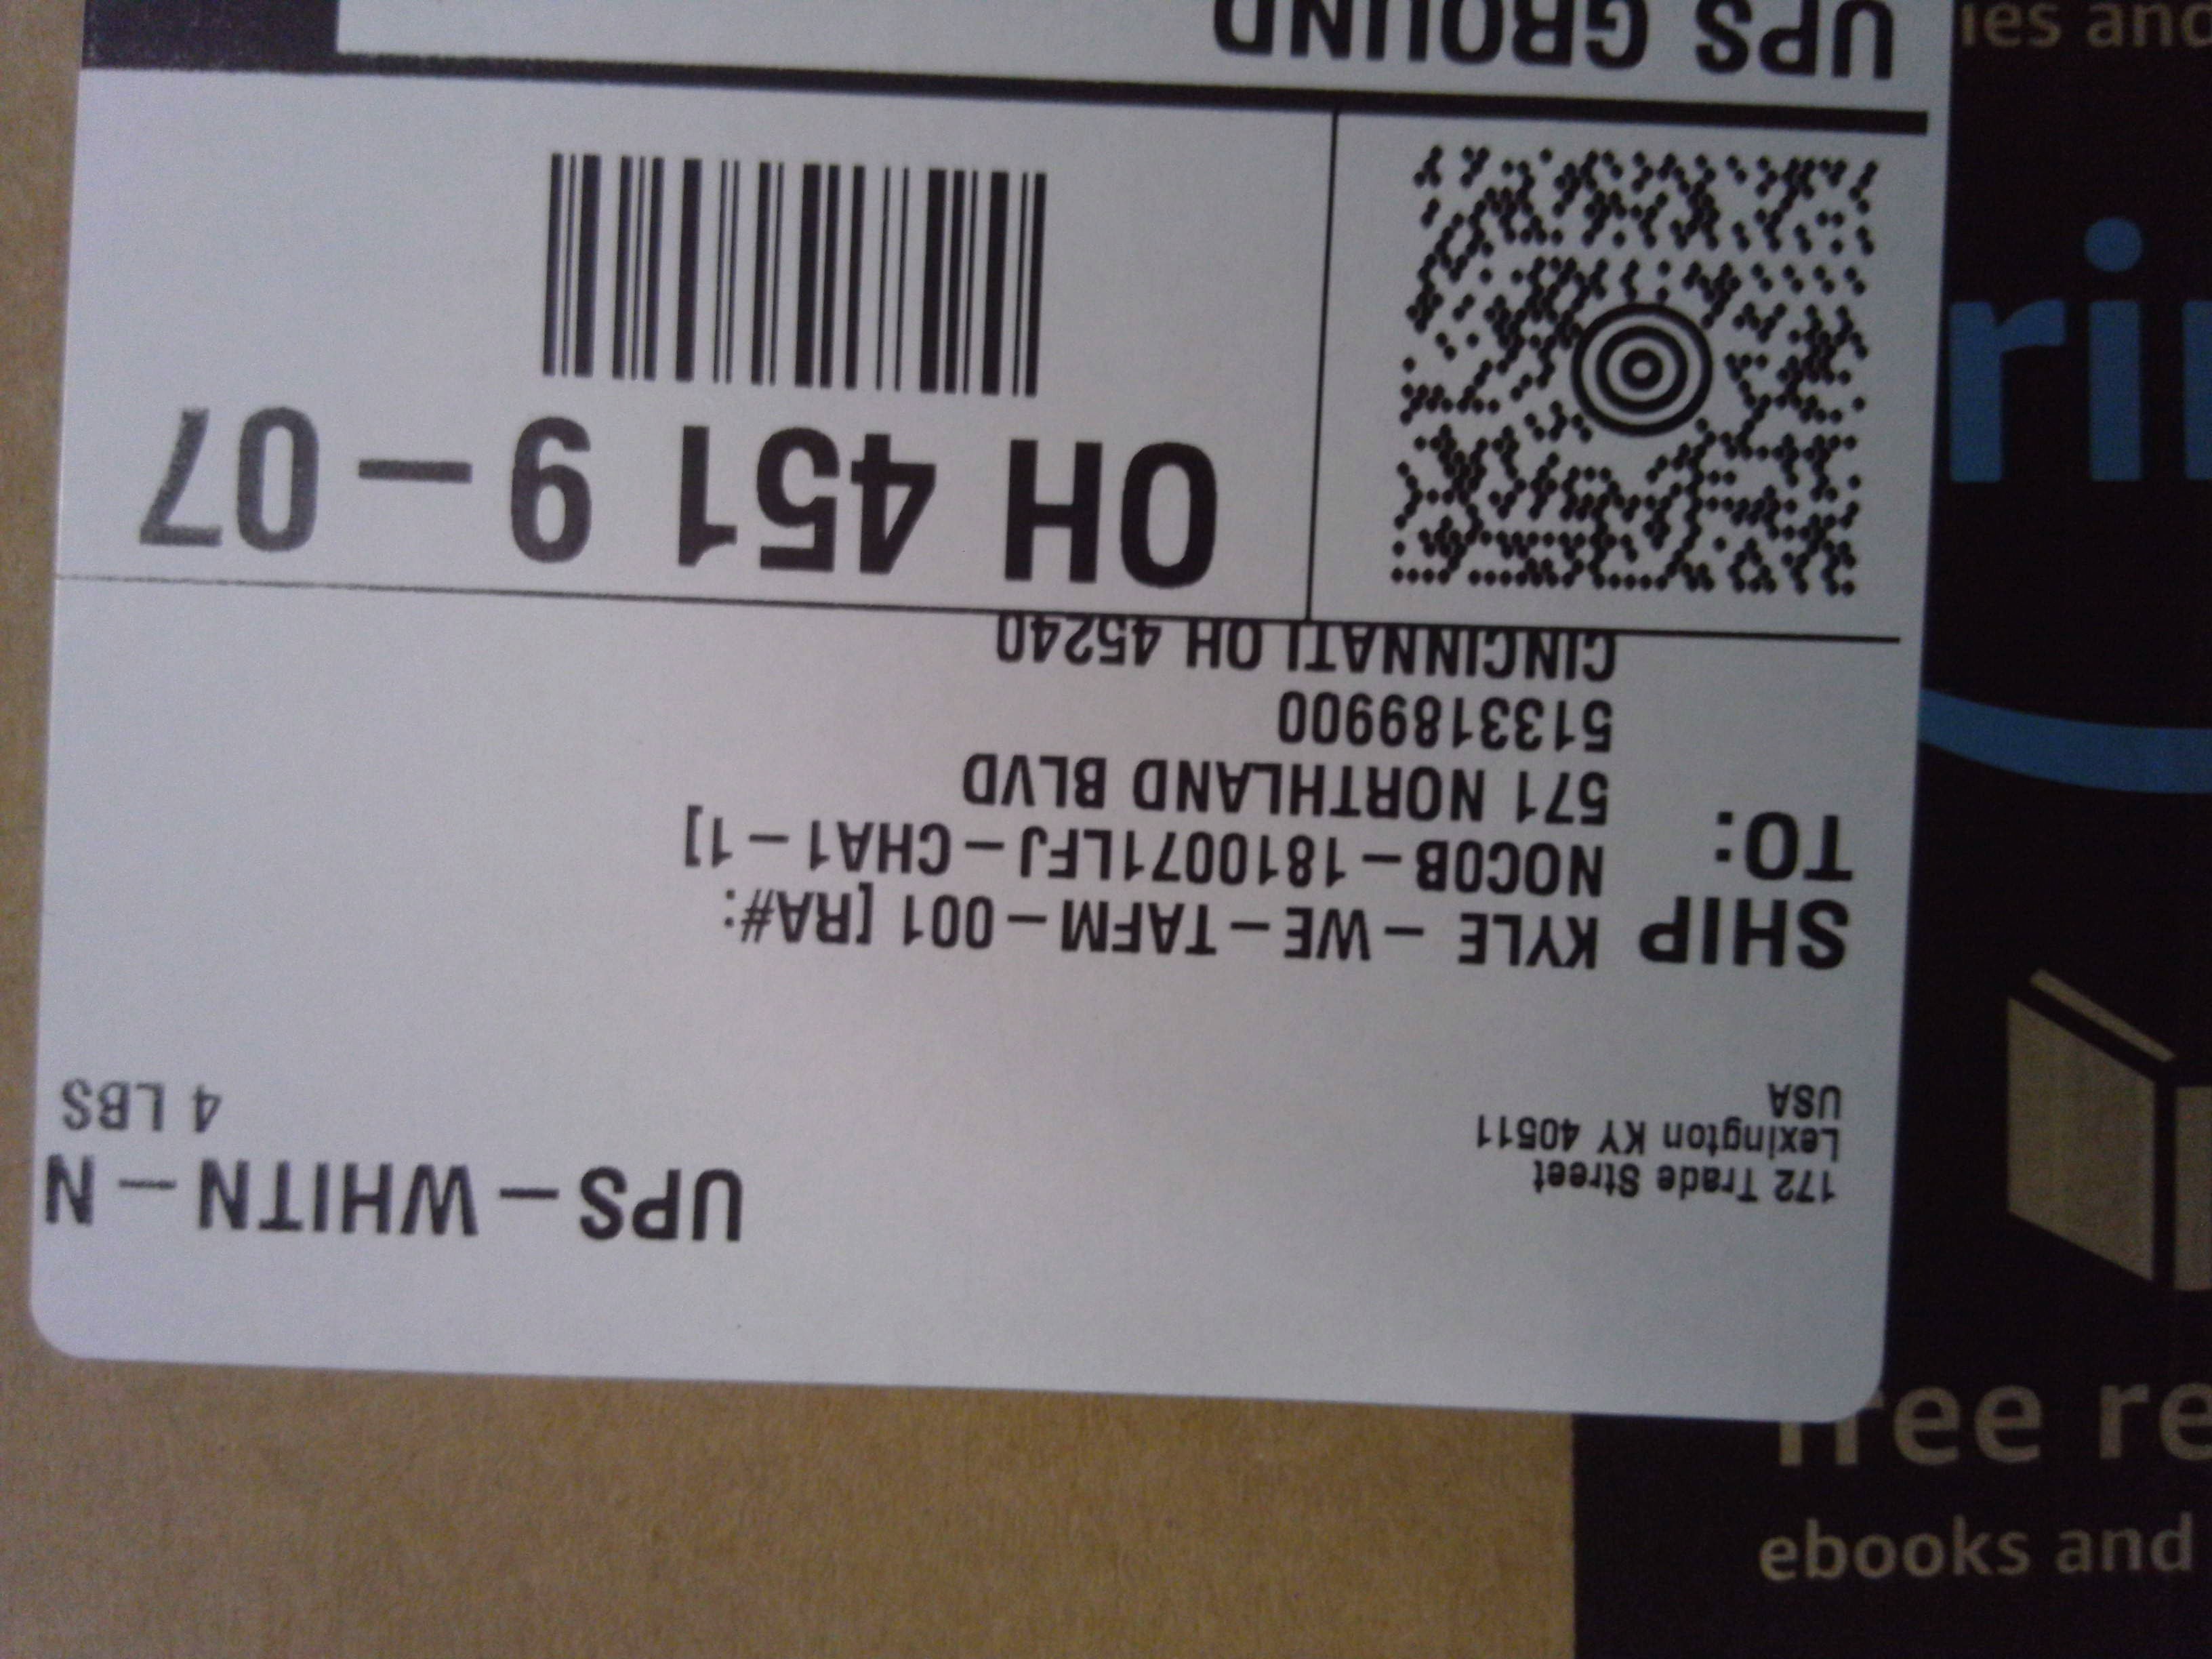 UPS - WHITN - N
4 LBS
172 Trade Street
Lexington KY 40511
USA
SHIP TO:
KYLE - WE - TAFM - 001 [RA#:
NOCOB - 1810071LFJ - CHA1 - 1]
571 NORTHLAND BLVD
5133189900
CINCINNATI OH 45240
OH 451 9 - 07
UPS GROUND
ies and
ri
free re
ebooks and